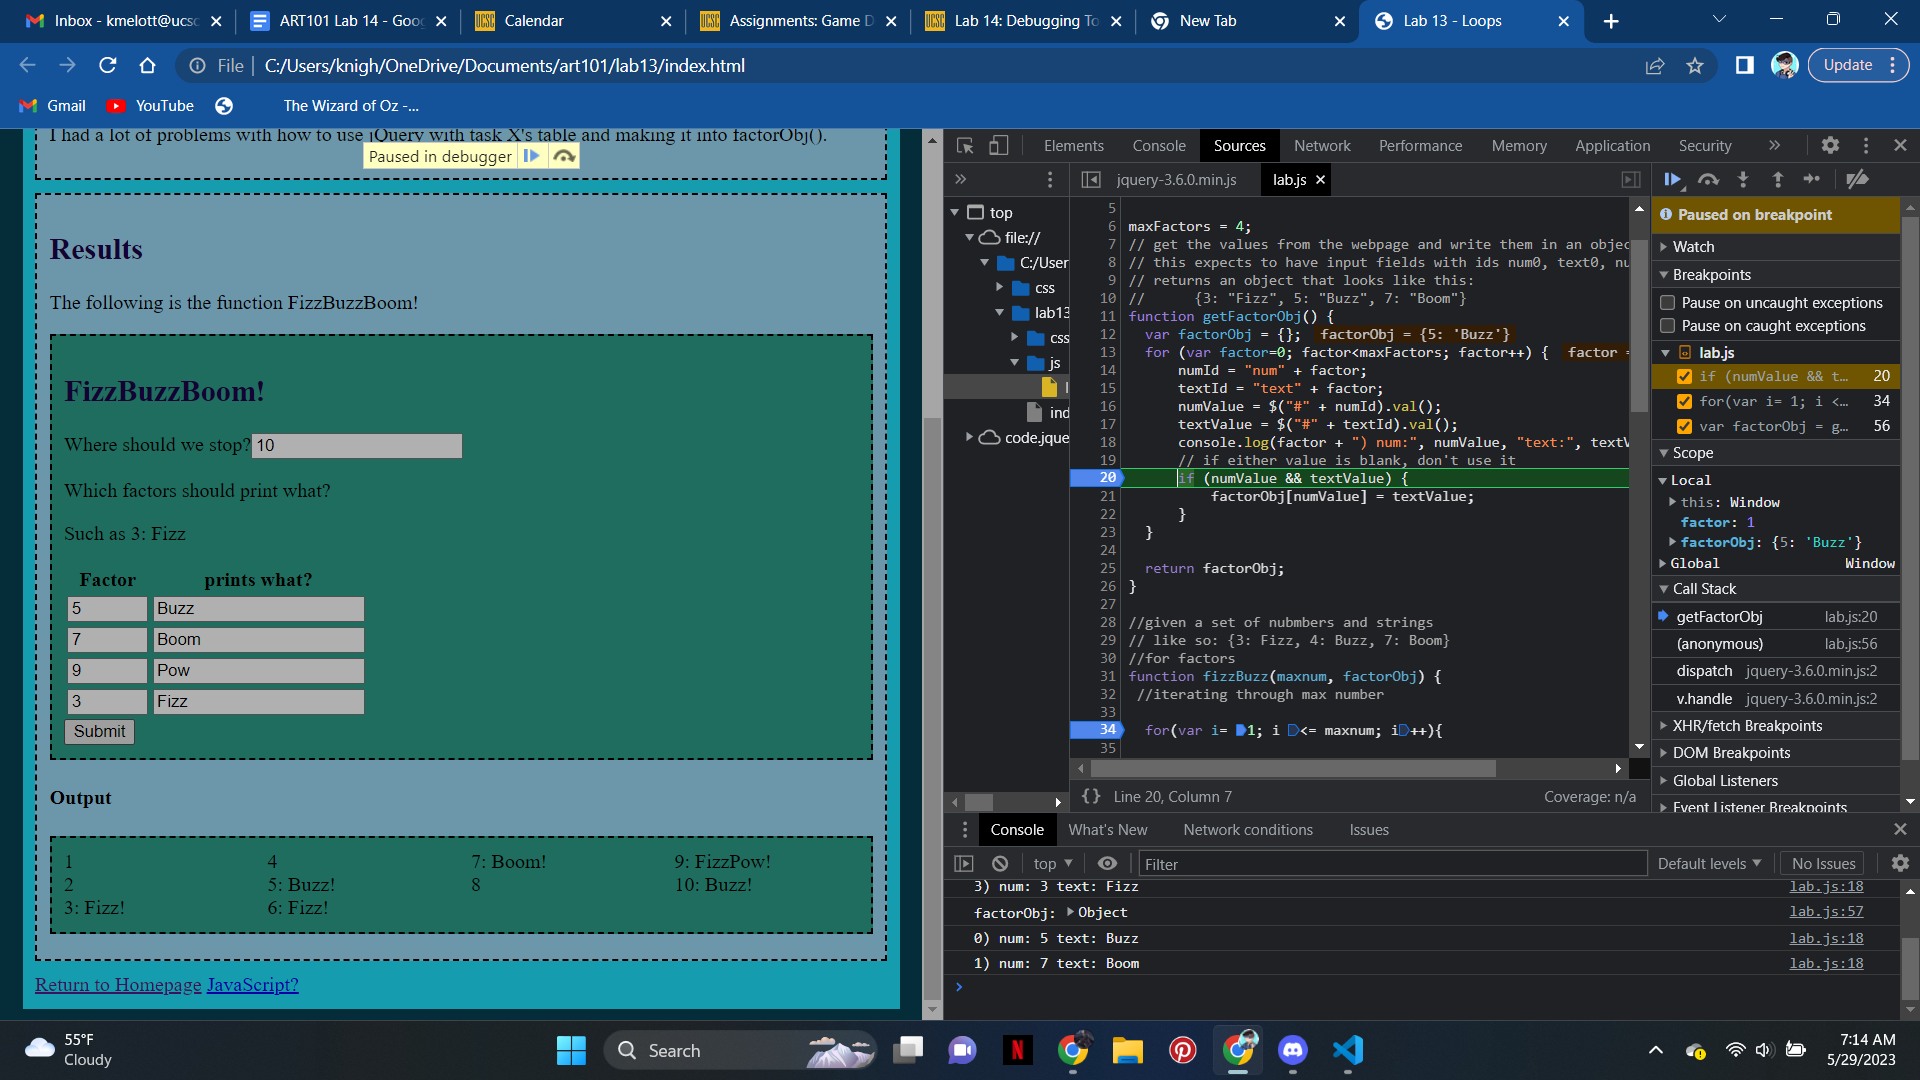 Inbox - kmelott@ucsc
ART101 Lab 14 - Goog
Calendar
Assignments: Game D
Lab 14: Debugging To
New Tab
Lab 13 - Loops
File
C:/Users/knigh/OneDrive/Documents/art101/lab13/index.html
Update
Gmail
YouTube
The Wizard of Oz -...
I had a lot of problems with how to use jQuery with task X's table and making it into factorObj().
Paused in debugger
Results
The following is the function FizzBuzzBoom!
FizzBuzzBoom!
Where should we stop? 10
Which factors should print what?
Such as 3: Fizz
Factor prints what?
5 Buzz
7 Boom
9 Pow
3 Fizz
Submit
Output
1 4 7: Boom! 9: FizzPow!
2 5: Buzz! 8 10: Buzz!
3: Fizz! 6: Fizz!
Return to Homepage JavaScript?
Elements Console Sources Network Performance Memory Application Security
jquery-3.6.0.min.js lab.js
top
file://
C:/User
css
lab13
css
js
l
ind
code.jque
5
6 maxFactors = 4;
7 // get the values from the webpage and write them in an objec
8 // this expects to have input fields with ids num0, text0, nu
9 // returns an object that looks like this:
10 // {3: "Fizz", 5: "Buzz", 7: "Boom"}
11 function getFactorObj() {
12 var factorObj = {}; factorObj = {5: 'Buzz'}
13 for (var factor=0; factor<maxFactors; factor++) { factor =
14 numId = "num" + factor;
15 textId = "text" + factor;
16 numValue = $("#" + numId).val();
17 textValue = $("#" + textId).val();
18 console.log(factor + ") num:", numValue, "text:", textV
19 // if either value is blank, don't use it
20 if (numValue && textValue) {
21 factorObj[numValue] = textValue;
22 }
23 }
24
25 return factorObj;
26 }
27
28 //given a set of nubmbers and strings
29 // like so: {3: Fizz, 4: Buzz, 7: Boom}
30 //for factors
31 function fizzBuzz(maxnum, factorObj) {
32 //iterating through max number
33
34 for(var i= 1; i <= maxnum; i++){
35
{} Line 20, Column 7 Coverage: n/a
Paused on breakpoint
Watch
Breakpoints
Pause on uncaught exceptions
Pause on caught exceptions
lab.js
if (numValue && t... 20
for(var i= 1; i <... 34
var factorObj = g... 56
Scope
Local
this: Window
factor: 1
factorObj: {5: 'Buzz'}
Global Window
Call Stack
getFactorObj lab.js:20
(anonymous) lab.js:56
dispatch jquery-3.6.0.min.js:2
v.handle jquery-3.6.0.min.js:2
XHR/fetch Breakpoints
DOM Breakpoints
Global Listeners
Event Listener Breakpoints
Console What's New Network conditions Issues
top Filter Default levels No Issues
3) num: 3 text: Fizz lab.js:18
factorObj: Object lab.js:57
0) num: 5 text: Buzz lab.js:18
1) num: 7 text: Boom lab.js:18
55°F
Cloudy
Search
7:14 AM
5/29/2023